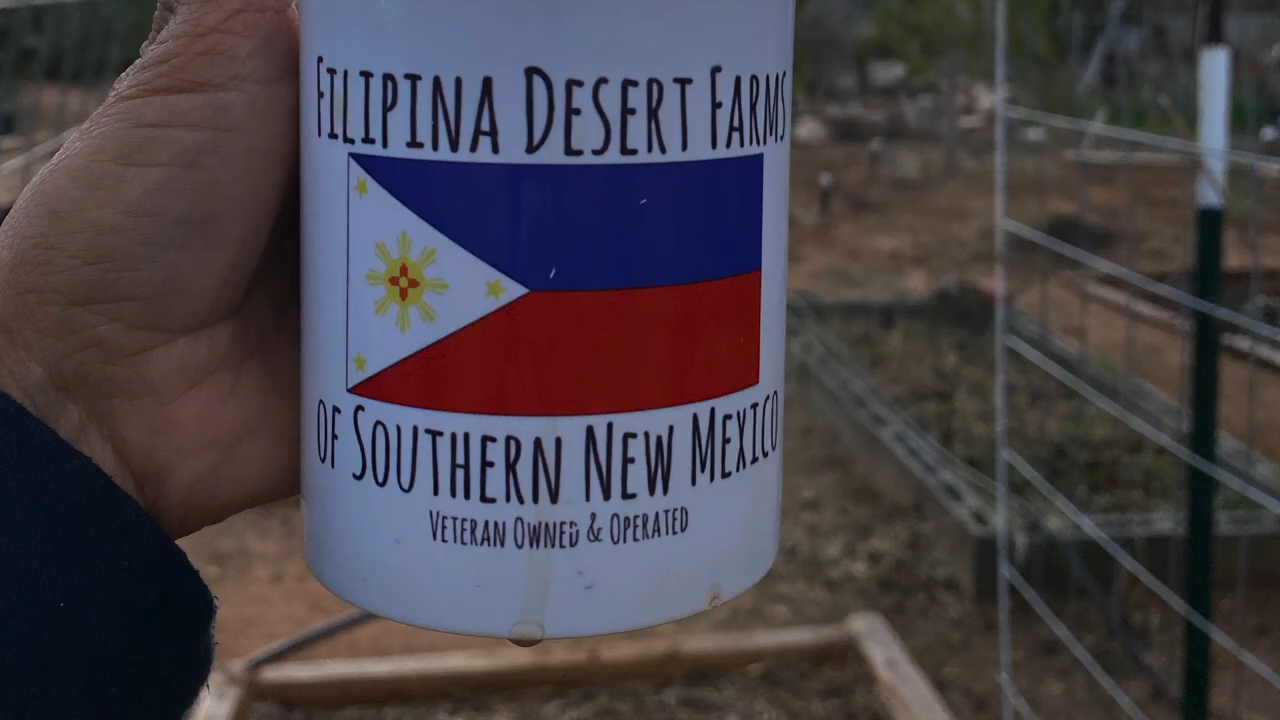 Filipina Desert Farms
of Southern New Mexico
Veteran Owned & Operated